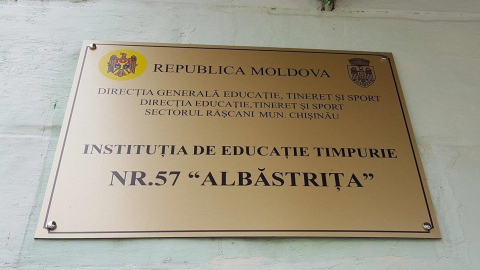 REPUBLICA MOLDOVA
DIRECȚIA GENERALĂ EDUCAȚIE, TINERET ȘI SPORT
DIRECȚIA EDUCAȚIE, TINERET ȘI SPORT
SECTORUL RÂȘCANI MUN. CHIȘINĂU
INSTITUȚIA DE EDUCAȚIE TIMPURIE
NR.57 “ALBĂSTRIȚA”